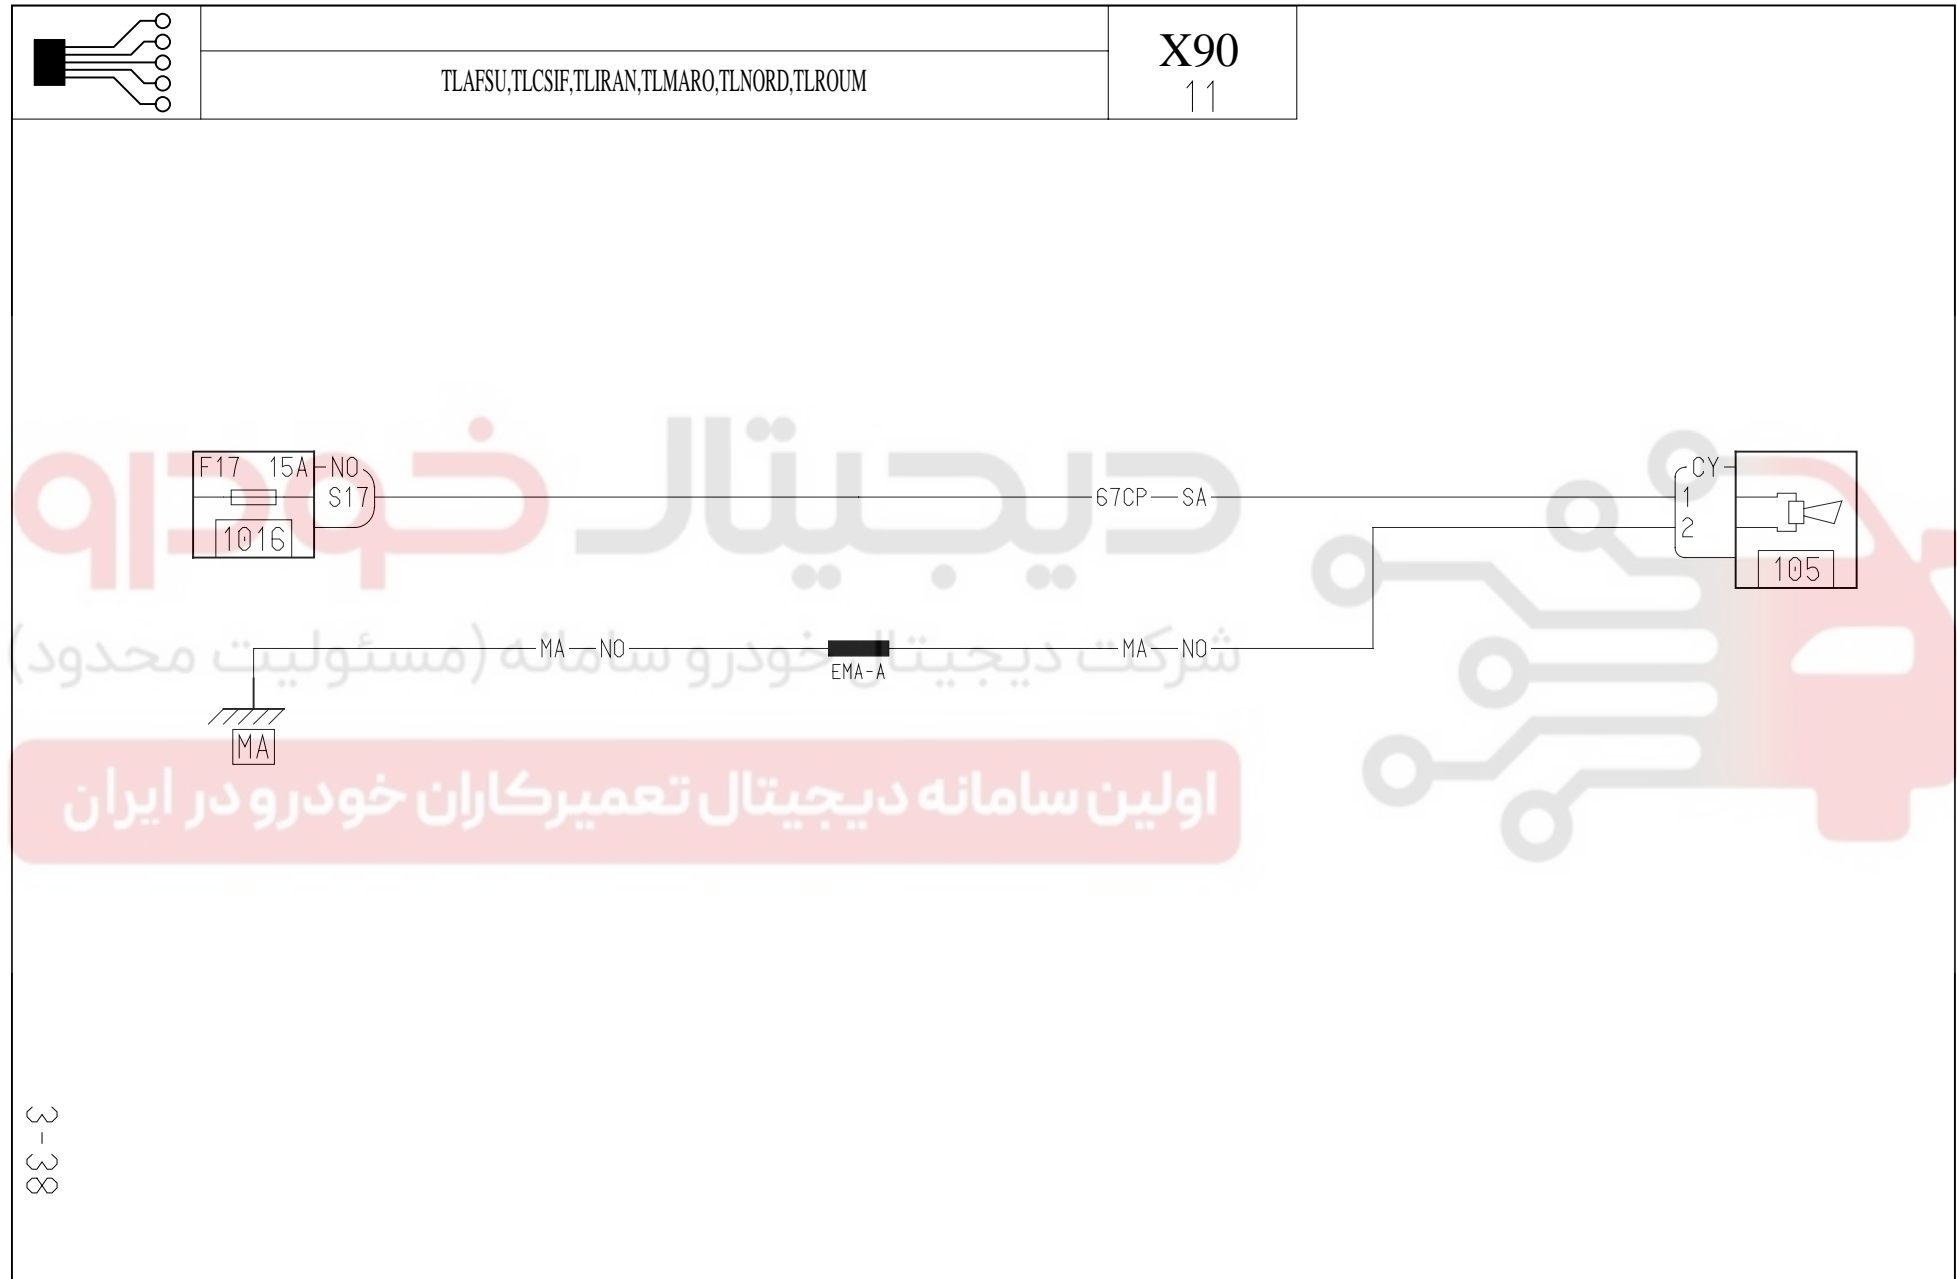 TLAFSU,TLCSIF,TLIRAN,TLMARO,TLNORD,TLROUM
X90
11
دیجیتال خودرو
F17 15A NO
S17
1016
67CP SA
CY
1
2
105
شرکت دیجیتال خودرو سامانه (مسئولیت محدود)
MA NO
EMA-A
MA NO
MA
اولین سامانه دیجیتال تعمیرکاران خودرو در ایران
3-38